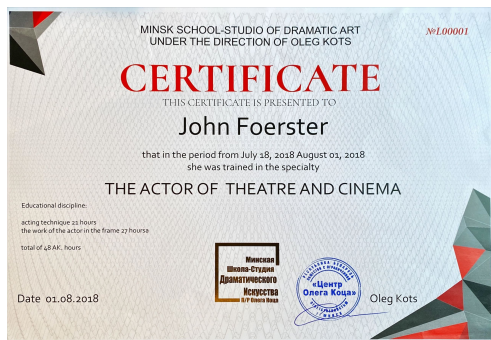 MINSK SCHOOL-STUDIO OF DRAMATIC ART
UNDER THE DIRECTION OF OLEG KOTS
№L00001
CERTIFICATE
THIS CERTIFICATE IS PRESENTED TO
John Foerster
that in the period from July 18, 2018 August 01, 2018
she was trained in the specialty
THE ACTOR OF THEATRE AND CINEMA
Educational discipline:
acting technique 21 hours
the work of the actor in the frame 27 hoursa
total of 48 AK. hours
Минская
Школа-Студия
Драматического
Искусства
П/Р Олега Коца
«Центр
Олега Коца»
Date 01.08.2018
Oleg Kots